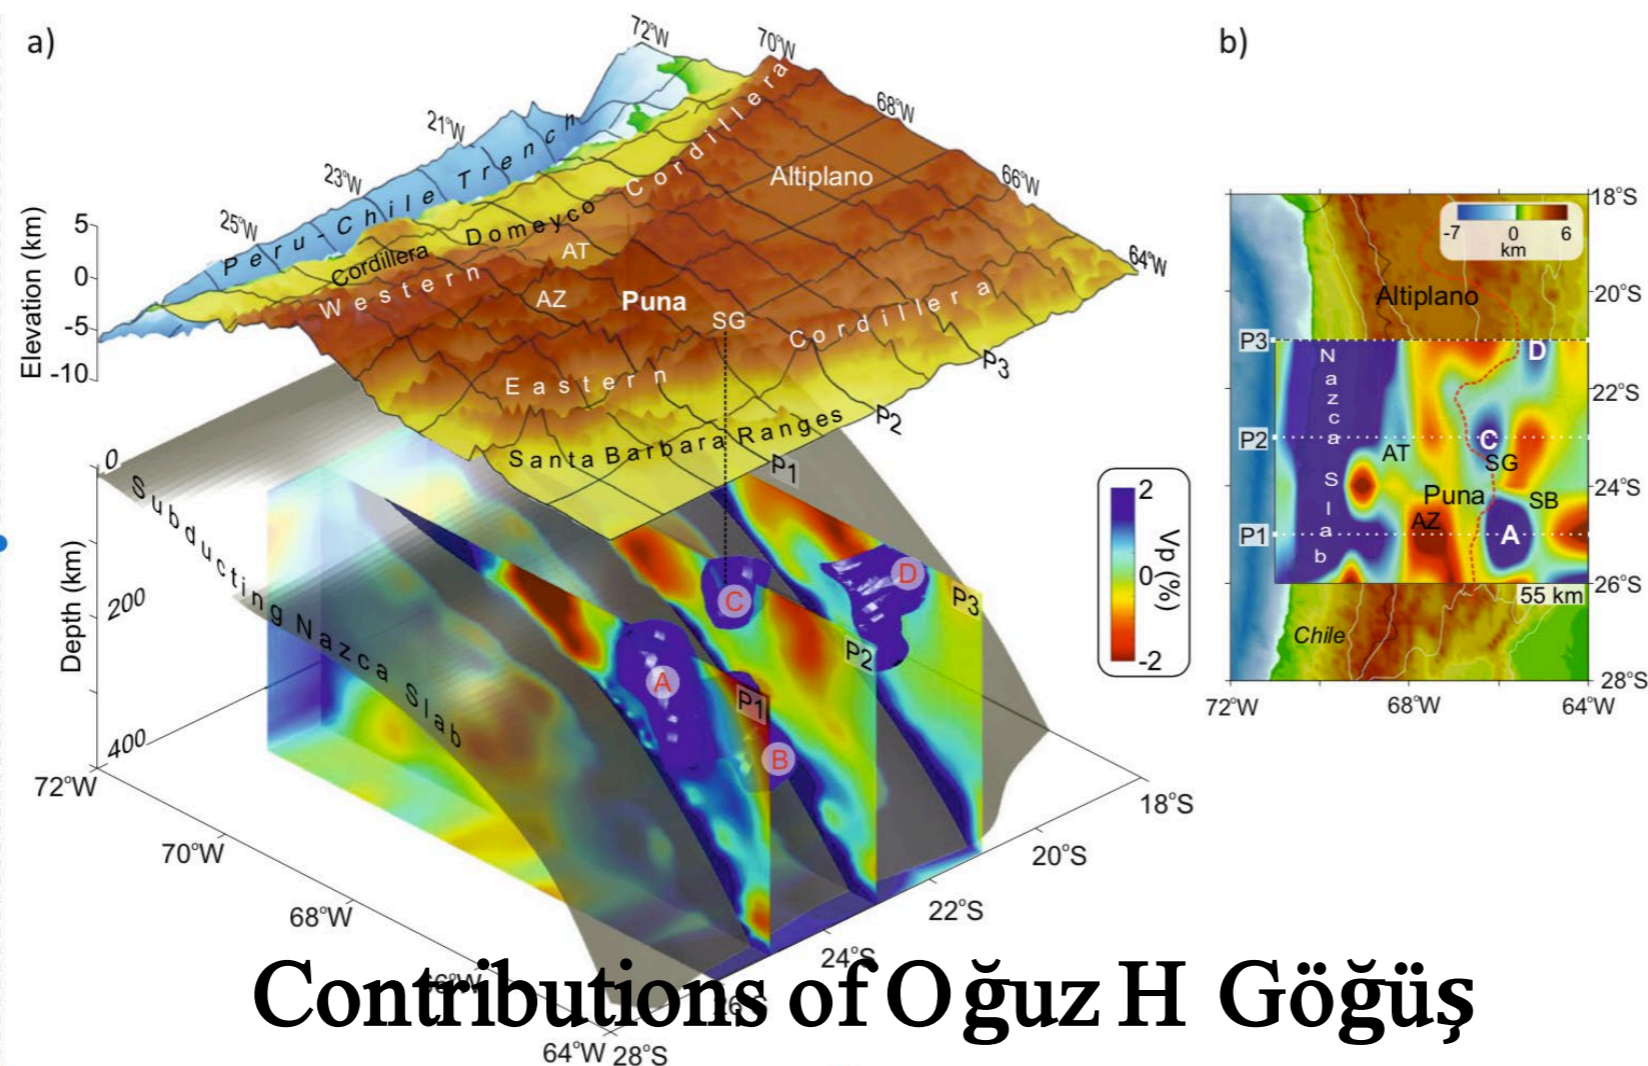 a)
72°W
70°W
68°W
66°W
64°W
21°W
23°W
25°W
Peru-Chile Trench
Cordillera Domeyco
Western Cordillera
Altiplano
AT
AZ
Puna
SG
Eastern Cordillera
Santa Barbara Ranges
P1
P2
P3
Elevation (km)
5
0
-5
-10
Depth (km)
0
200
400
Subducting Nazca Slab
A
B
C
D
P1
P2
P3
72°W
70°W
68°W
66°W
64°W
28°S
26°S
24°S
22°S
20°S
18°S
2
0
-2
Vp (%)
b)
18°S
20°S
22°S
24°S
26°S
28°S
72°W
68°W
64°W
-7
0
6
km
Altiplano
P3
P2
P1
Nazca Slab
D
C
AT
SG
Puna
SB
AZ
A
55 km
Chile
Contributions of Oğuz H Göğüş